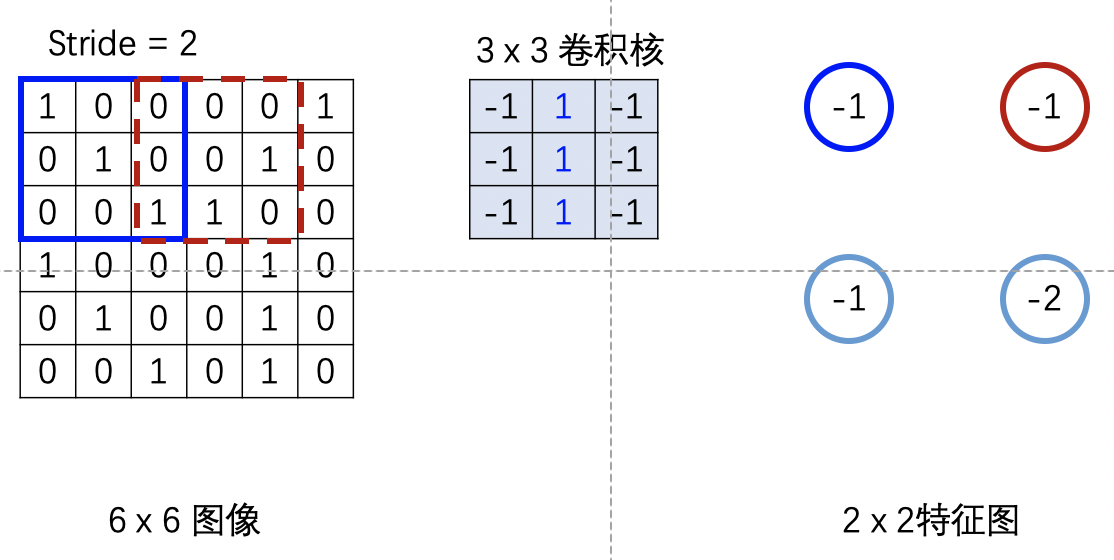 Stride = 2
3 x 3 卷积核
1 0 0 0 0 1
0 1 0 0 1 0
0 0 1 1 0 0
1 0 0 0 1 0
0 1 0 0 1 0
0 0 1 0 1 0
-1 1 -1
-1 1 -1
-1 1 -1
-1 -1
-1 -2
6 x 6 图像
2 x 2特征图